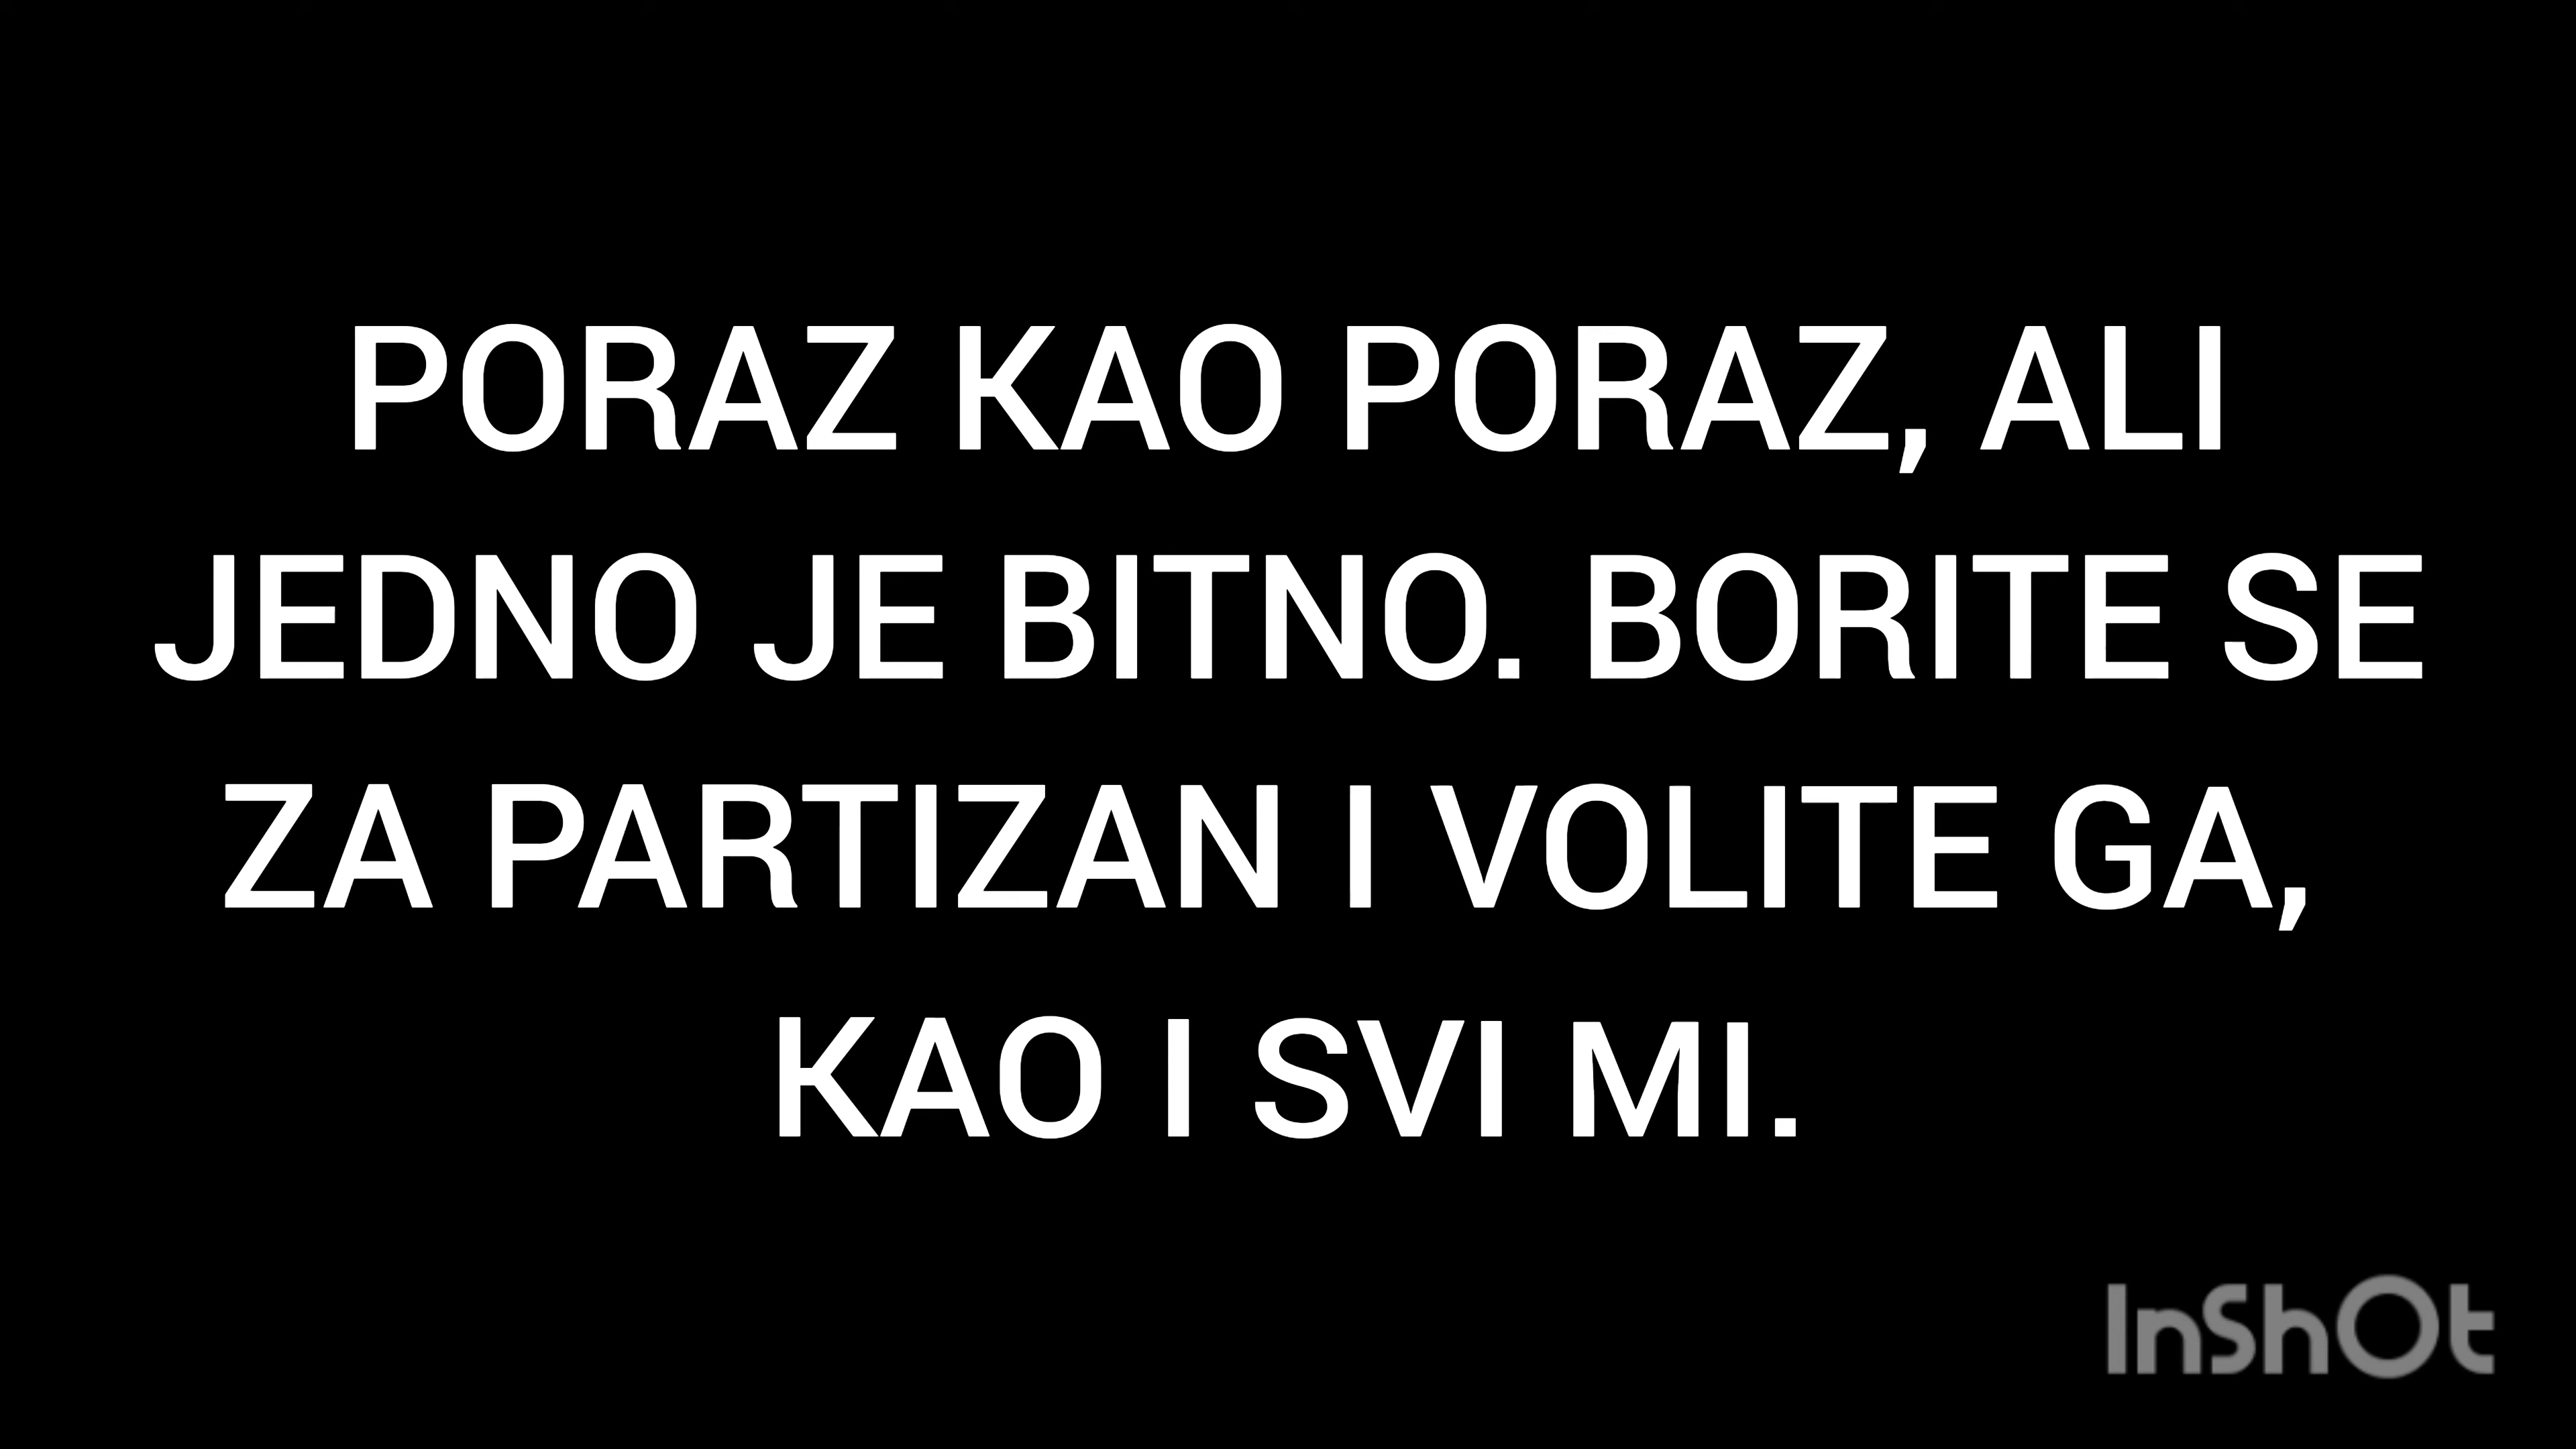 PORAZ KAO PORAZ, ALI
JEDNO JE BITNO. BORITE SE
ZA PARTIZAN I VOLITE GA,
KAO I SVI MI.
InShOt